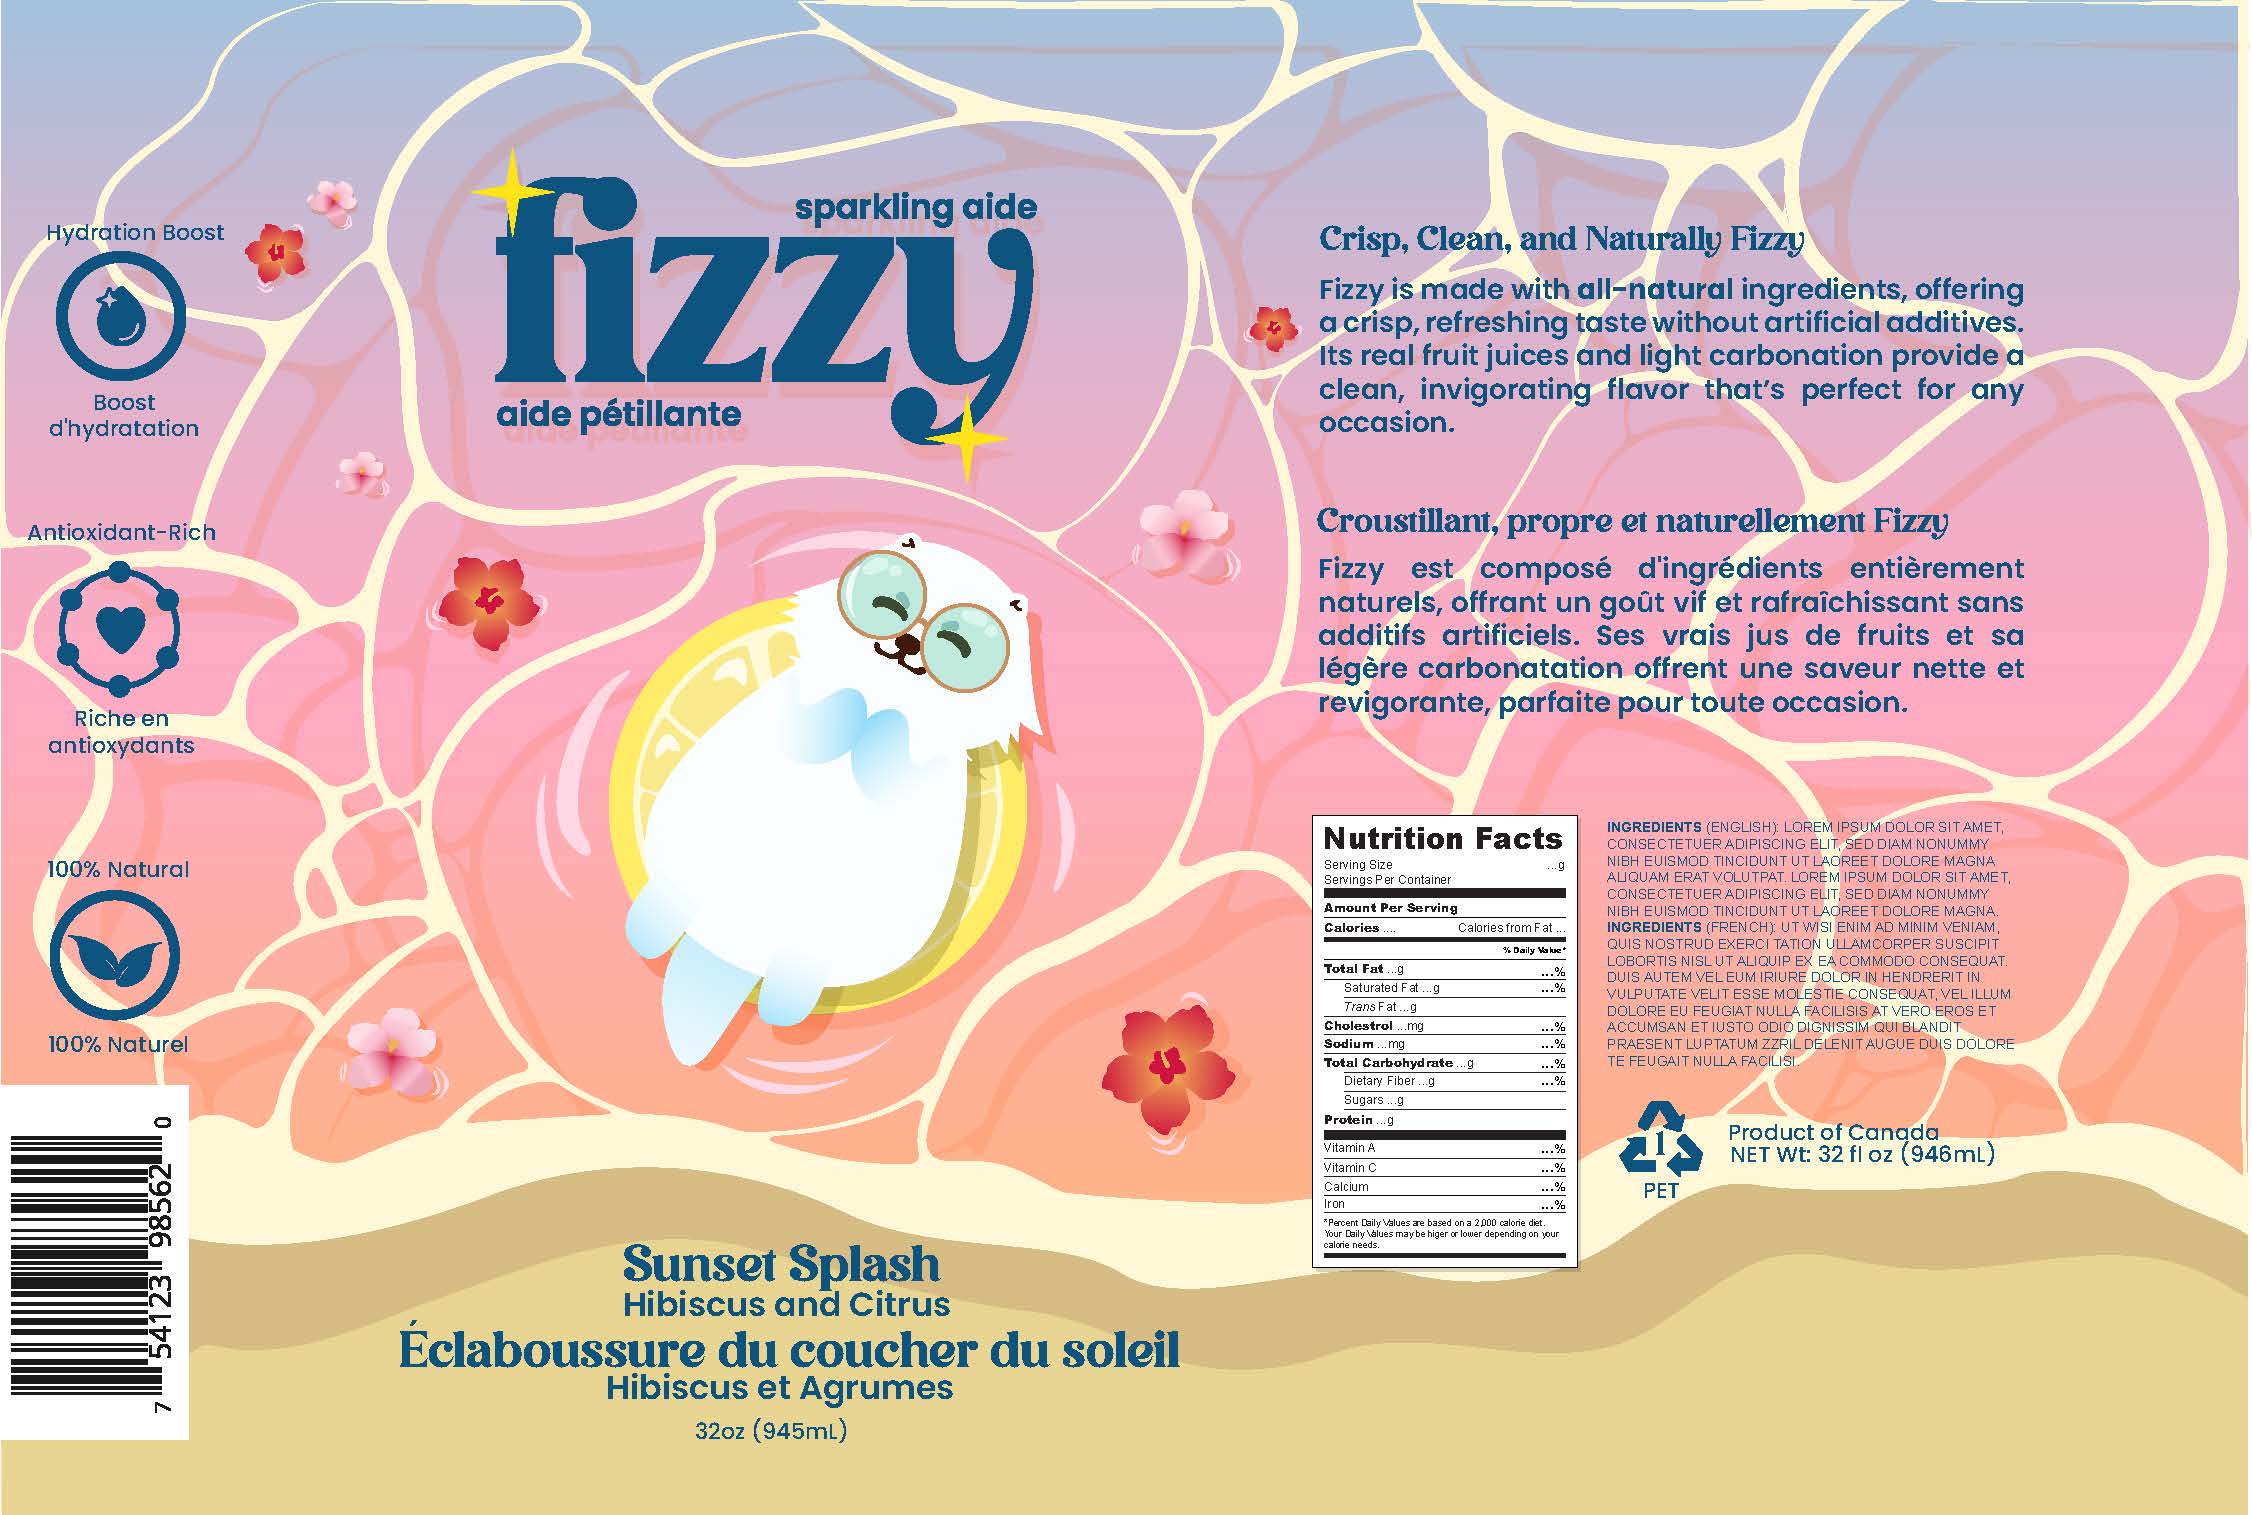 Hydration Boost
Boost
d'hydratation
Antioxidant-Rich
Riche en
antioxydants
100% Natural
100% Naturel
7 54123 98562 0
sparkling aide
fizzy
aide pétillante
Sunset Splash
Hibiscus and Citrus
Éclaboussure du coucher du soleil
Hibiscus et Agrumes
32oz (945mL)
Crisp, Clean, and Naturally Fizzy
Fizzy is made with all-natural ingredients, offering
a crisp, refreshing taste without artificial additives.
Its real fruit juices and light carbonation provide a
clean, invigorating flavor that's perfect for any
occasion.
Croustillant, propre et naturellement Fizzy
Fizzy est composé d'ingrédients entièrement
naturels, offrant un goût vif et rafraîchissant sans
additifs artificiels. Ses vrais jus de fruits et sa
légère carbonatation offrent une saveur nette et
revigorante, parfaite pour toute occasion.
Nutrition Facts
Serving Size ...g
Servings Per Container
Amount Per Serving
Calories .... Calories from Fat ...
% Daily Value*
Total Fat ...g ...%
Saturated Fat ...g ...%
Trans Fat ...g
Cholestrol ...mg ...%
Sodium ...mg ...%
Total Carbohydrate ...g ...%
Dietary Fiber ...g ...%
Sugars ...g
Protein ...g
Vitamin A ...%
Vitamin C ...%
Calcium ...%
Iron ...%
*Percent Daily Values are based on a 2,000 calorie diet.
Your Daily Values may be higer or lower depending on your
calorie needs.
INGREDIENTS (ENGLISH): LOREM IPSUM DOLOR SIT AMET,
CONSECTETUER ADIPISCING ELIT, SED DIAM NONUMMY
NIBH EUISMOD TINCIDUNT UT LAOREET DOLORE MAGNA
ALIQUAM ERAT VOLUTPAT. LOREM IPSUM DOLOR SIT AMET,
CONSECTETUER ADIPISCING ELIT, SED DIAM NONUMMY
NIBH EUISMOD TINCIDUNT UT LAOREET DOLORE MAGNA.
INGREDIENTS (FRENCH): UT WISI ENIM AD MINIM VENIAM,
QUIS NOSTRUD EXERCI TATION ULLAMCORPER SUSCIPIT
LOBORTIS NISL UT ALIQUIP EX EA COMMODO CONSEQUAT.
DUIS AUTEM VEL EUM IRIURE DOLOR IN HENDRERIT IN
VULPUTATE VELIT ESSE MOLESTIE CONSEQUAT, VEL ILLUM
DOLORE EU FEUGIAT NULLA FACILISIS AT VERO EROS ET
ACCUMSAN ET IUSTO ODIO DIGNISSIM QUI BLANDIT
PRAESENT LUPTATUM ZZRIL DELENIT AUGUE DUIS DOLORE
TE FEUGAIT NULLA FACILISI.
1
PET
Product of Canada
NET Wt: 32 fl oz (946mL)